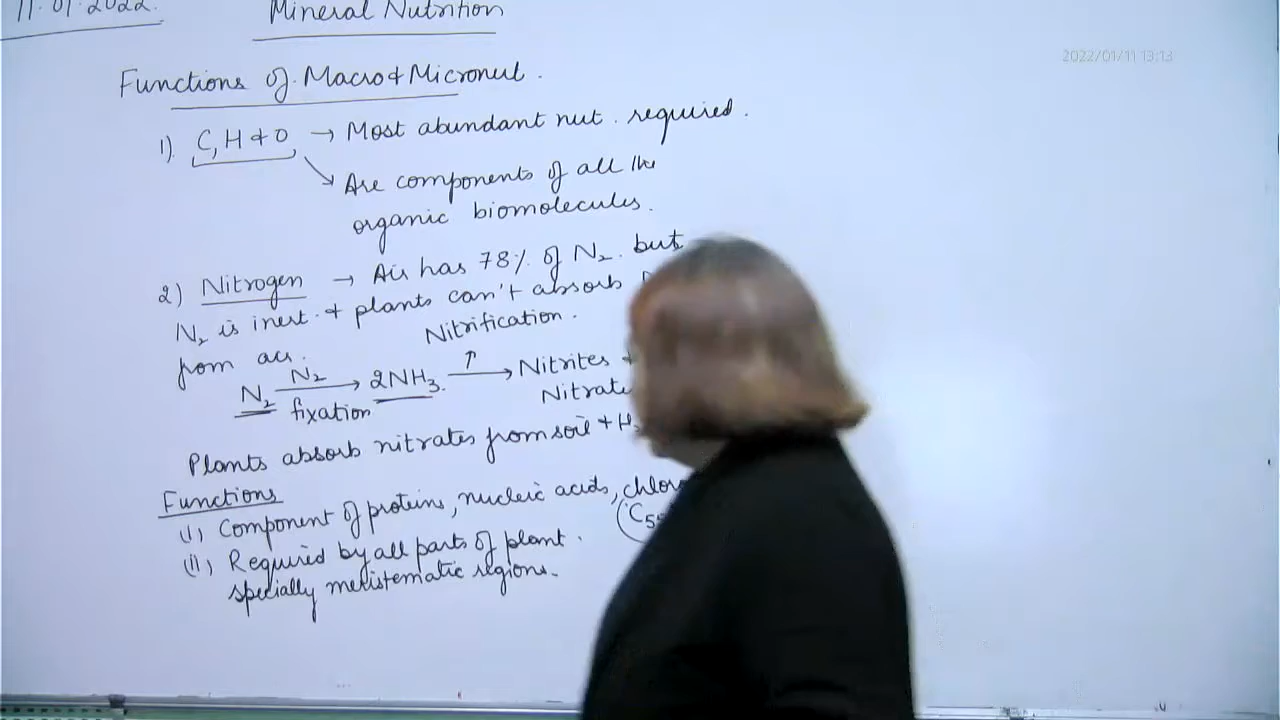 11.01.2022.
Mineral Nutrition
2022/01/11 13:13
Functions of Macro & Micronut.
1). C, H & O → Most abundant nut. required.
↘ Are components of all the
organic biomolecules.
2) Nitrogen → Air has 78% of N₂. but
N₂ is inert. & plants can't absorb
from air.
Nitrification.
N₂ → 2NH₃. → Nitrites
N₂
fixation
Plants absorb nitrates from soil +
Functions
(i) Component of proteins, nucleic acids,
(ii) Required by all parts of plant.
specially meristematic regions.